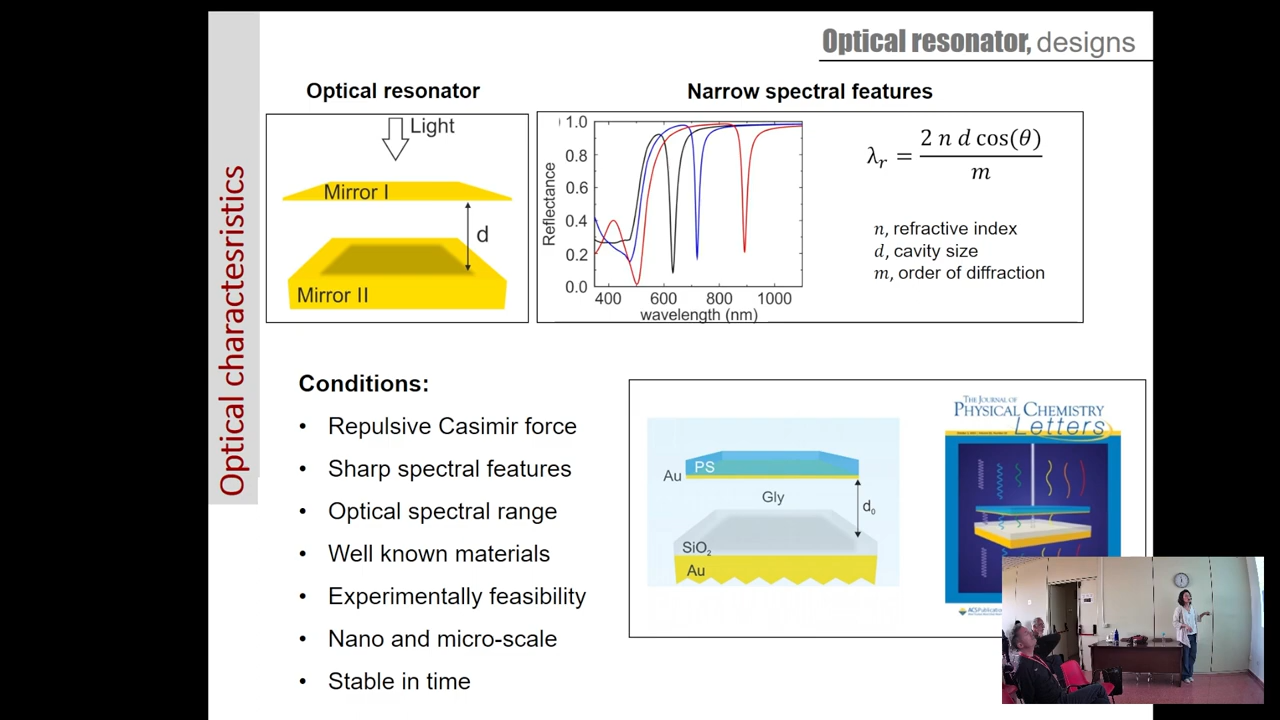 Optical resonator, designs
Optical charactesristics
Optical resonator
Light
Mirror I
d
Mirror II
Narrow spectral features
1.0
0.8
0.6
0.4
0.2
0.0
Reflectance
400 600 800 1000
wavelength (nm)
λr = 2 n d cos(θ) / m
n, refractive index
d, cavity size
m, order of diffraction
Conditions:
• Repulsive Casimir force
• Sharp spectral features
• Optical spectral range
• Well known materials
• Experimentally feasibility
• Nano and micro-scale
• Stable in time
PS
Au
Gly
d0
SiO2
Au
THE JOURNAL OF
PHYSICAL CHEMISTRY
Letters